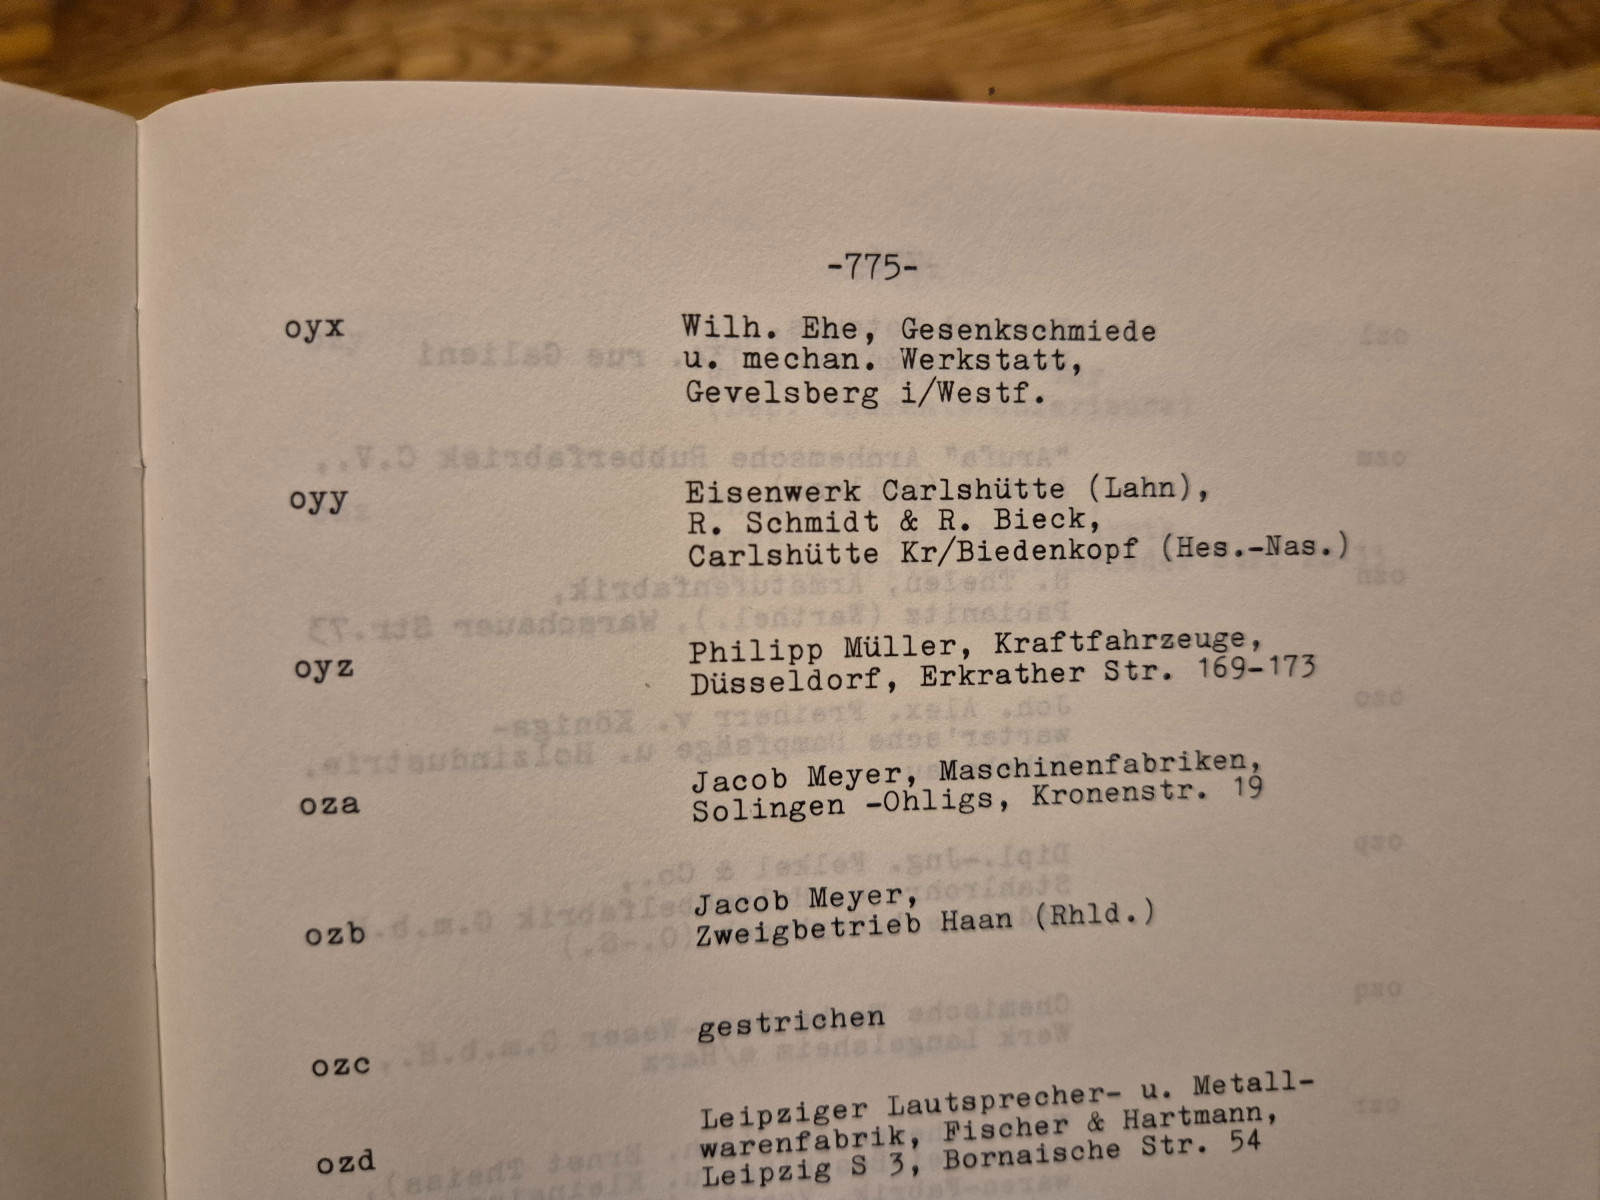 -775-
oyx Wilh. Ehe, Gesenkschmiede
u. mechan. Werkstatt,
Gevelsberg i/Westf.
oyy Eisenwerk Carlshütte (Lahn),
R. Schmidt & R. Bieck,
Carlshütte Kr/Biedenkopf (Hes.-Nas.)
oyz Philipp Müller, Kraftfahrzeuge,
Düsseldorf, Erkrather Str. 169-173
oza Jacob Meyer, Maschinenfabriken,
Solingen -Ohligs, Kronenstr. 19
ozb Jacob Meyer,
Zweigbetrieb Haan (Rhld.)
ozc gestrichen
ozd Leipziger Lautsprecher- u. Metall-
warenfabrik, Fischer & Hartmann,
Leipzig S 3, Bornaische Str. 54